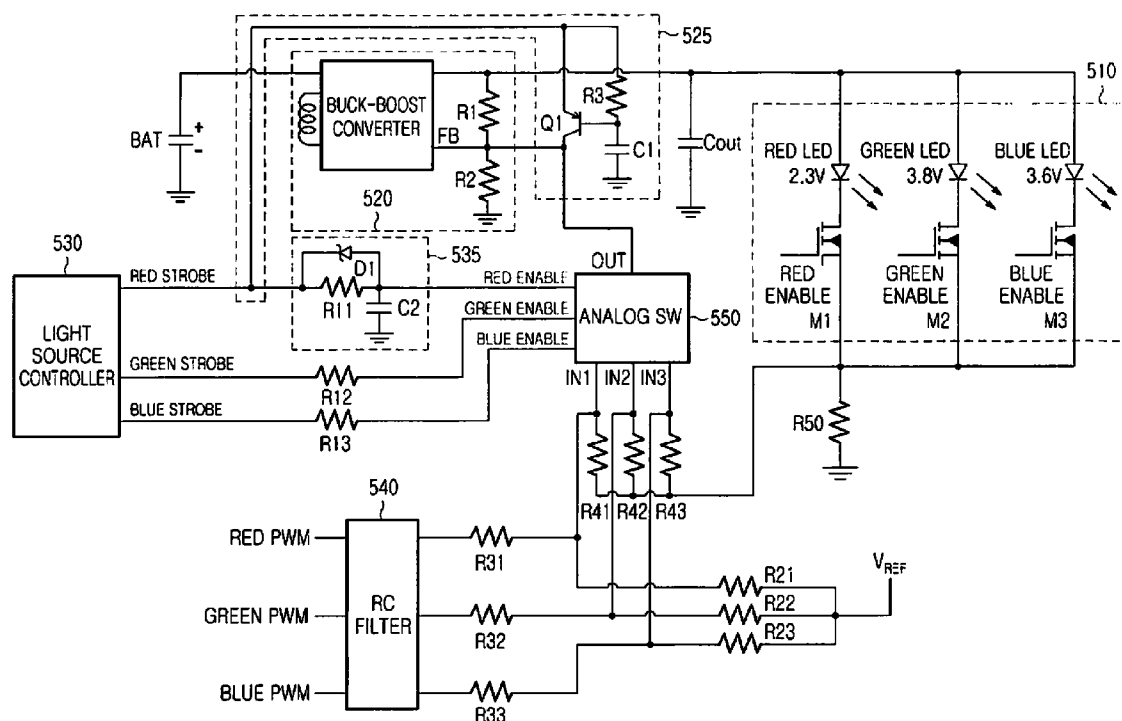 525
510
BUCK-BOOST
CONVERTER
FB
R1
R2
R3
Q1
C1
Cout
BAT
+
-
520
RED LED
2.3V
GREEN LED
3.8V
BLUE LED
3.6V
RED
ENABLE
M1
GREEN
ENABLE
M2
BLUE
ENABLE
M3
530
LIGHT
SOURCE
CONTROLLER
RED STROBE
GREEN STROBE
BLUE STROBE
D1
R11
C2
535
R12
R13
RED ENABLE
GREEN ENABLE
BLUE ENABLE
OUT
ANALOG SW
550
IN1
IN2
IN3
R41
R42
R43
R50
540
RED PWM
GREEN PWM
BLUE PWM
RC
FILTER
R31
R32
R33
R21
R22
R23
VREF